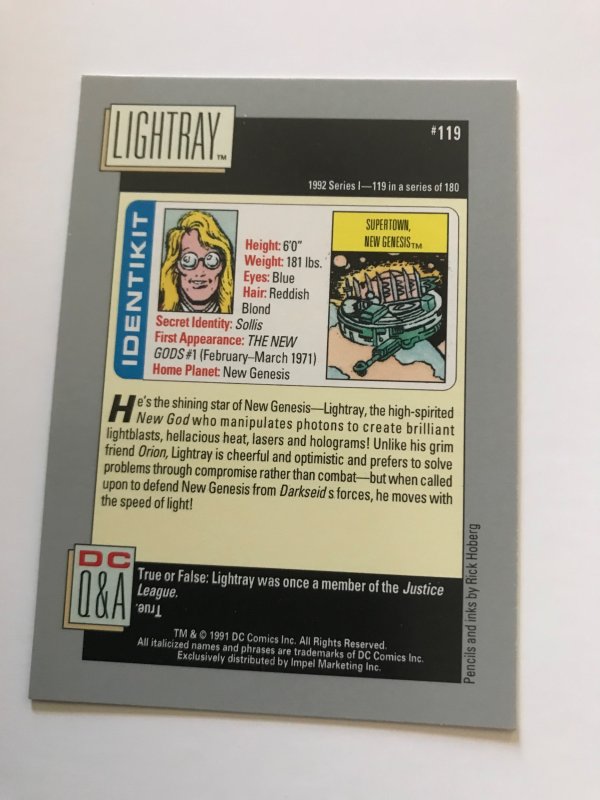 LIGHTRAY™
#119
1992 Series I—119 in a series of 180
IDENTIKIT
Height: 6'0"
Weight: 181 lbs.
Eyes: Blue
Hair: Reddish
Blond
Secret Identity: Sollis
First Appearance: THE NEW
GODS #1 (February–March 1971)
Home Planet: New Genesis
SUPERTOWN,
NEW GENESIS™
He's the shining star of New Genesis—Lightray, the high-spirited
New God who manipulates photons to create brilliant
lightblasts, hellacious heat, lasers and holograms! Unlike his grim
friend Orion, Lightray is cheerful and optimistic and prefers to solve
problems through compromise rather than combat—but when called
upon to defend New Genesis from Darkseid s forces, he moves with
the speed of light!
DC
Q&A
True or False: Lightray was once a member of the Justice
League.
True.
TM & © 1991 DC Comics Inc. All Rights Reserved.
All italicized names and phrases are trademarks of DC Comics Inc.
Exclusively distributed by Impel Marketing Inc.
Pencils and inks by Rick Hoberg